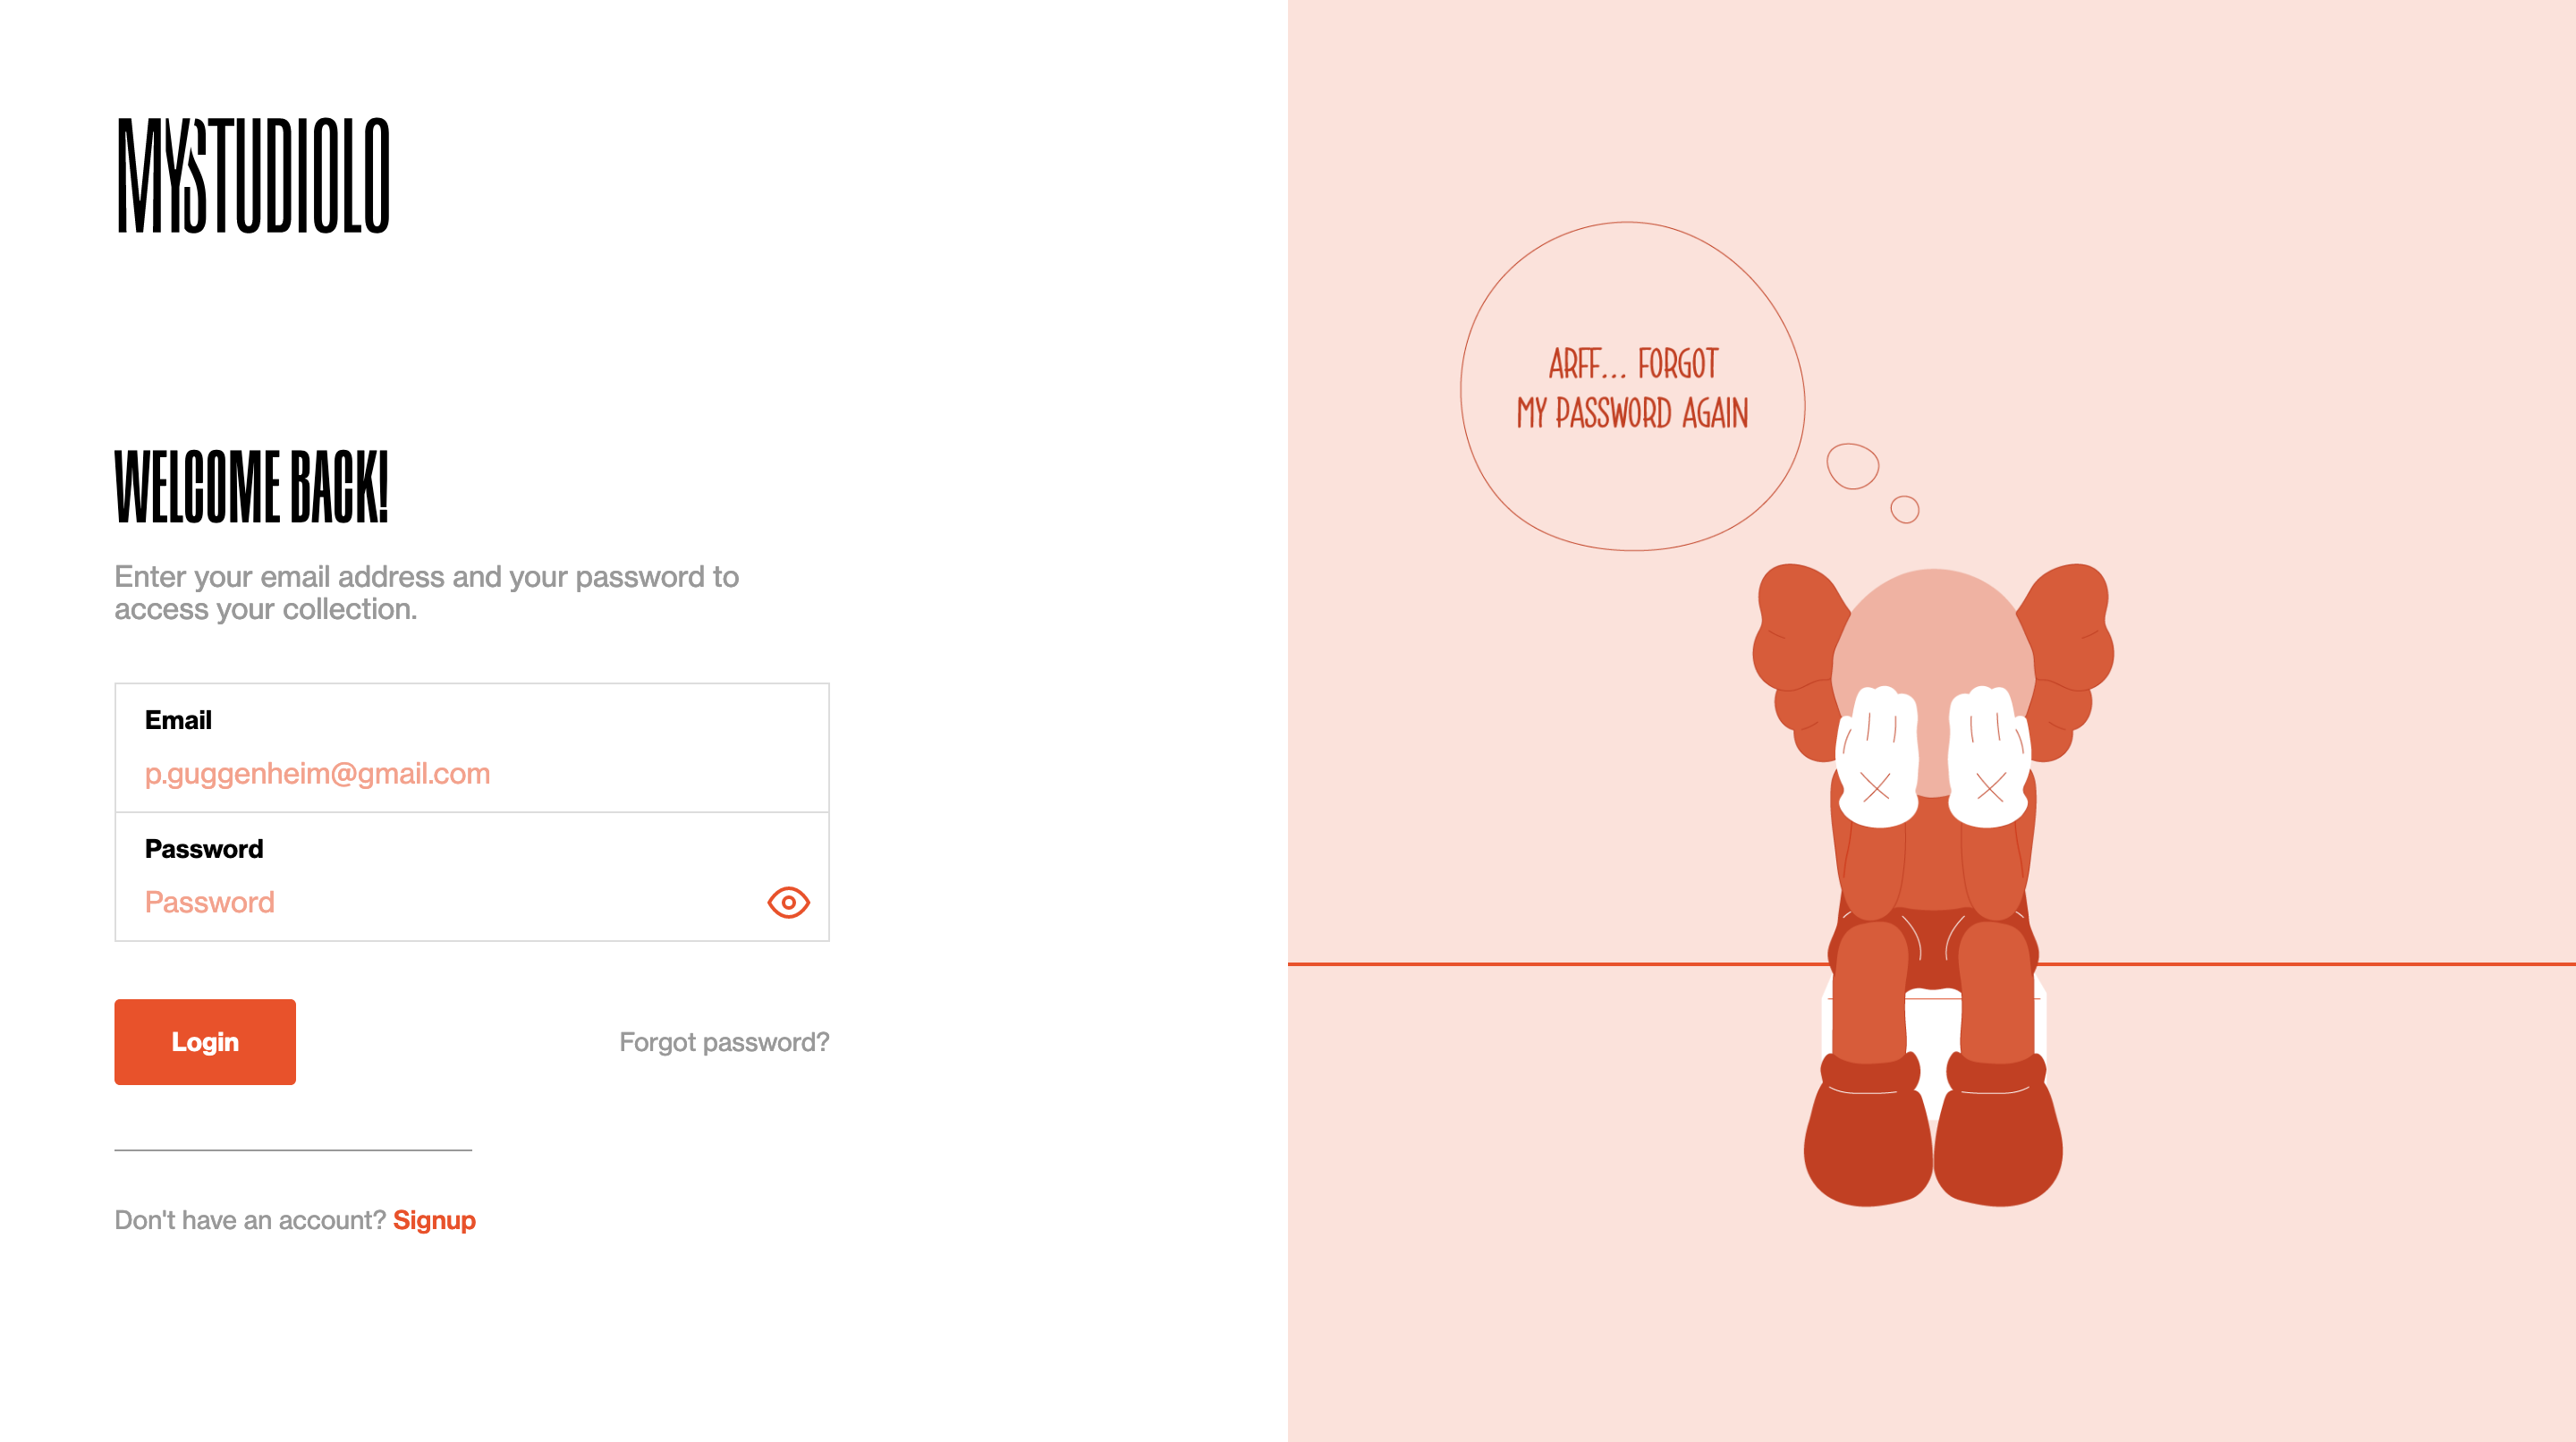 MYSTUDIOLO
WELCOME BACK!
Enter your email address and your password to
access your collection.
Email
p.guggenheim@gmail.com
Password
Password
Login
Forgot password?
Don't have an account? Signup
ARFF... FORGOT
MY PASSWORD AGAIN